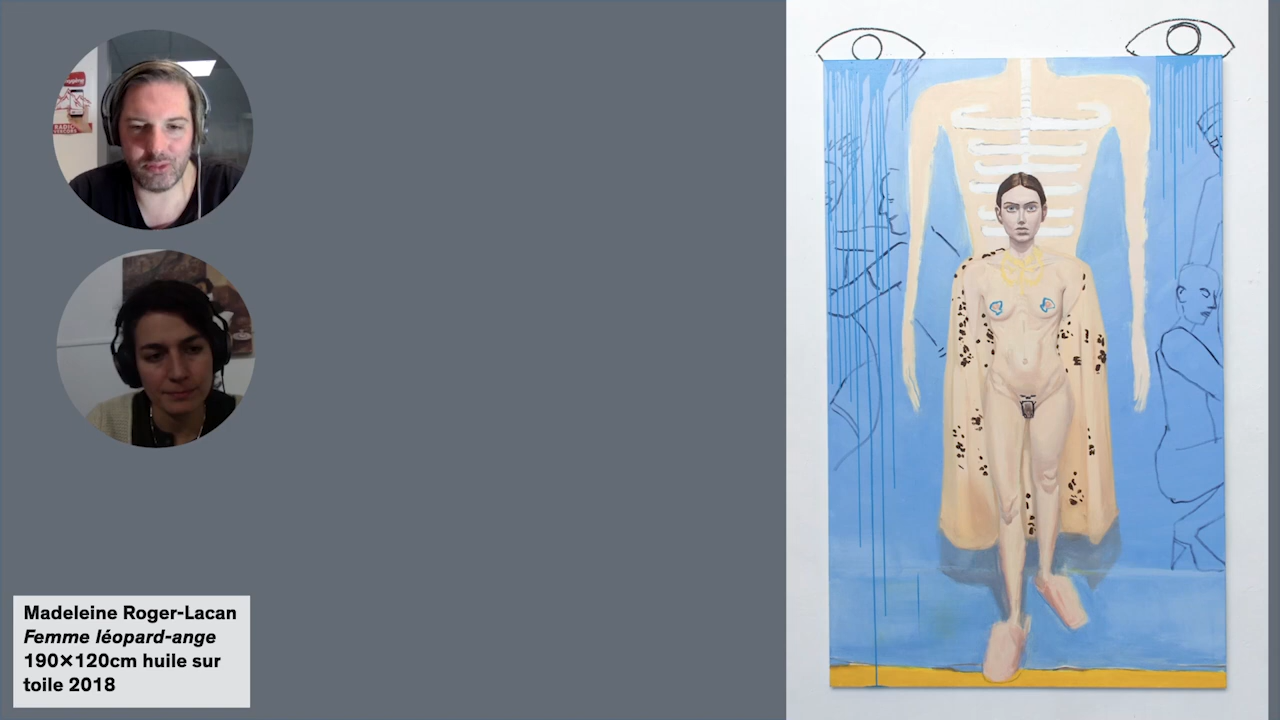 Madeleine Roger-Lacan
Femme léopard-ange
190×120cm huile sur
toile 2018